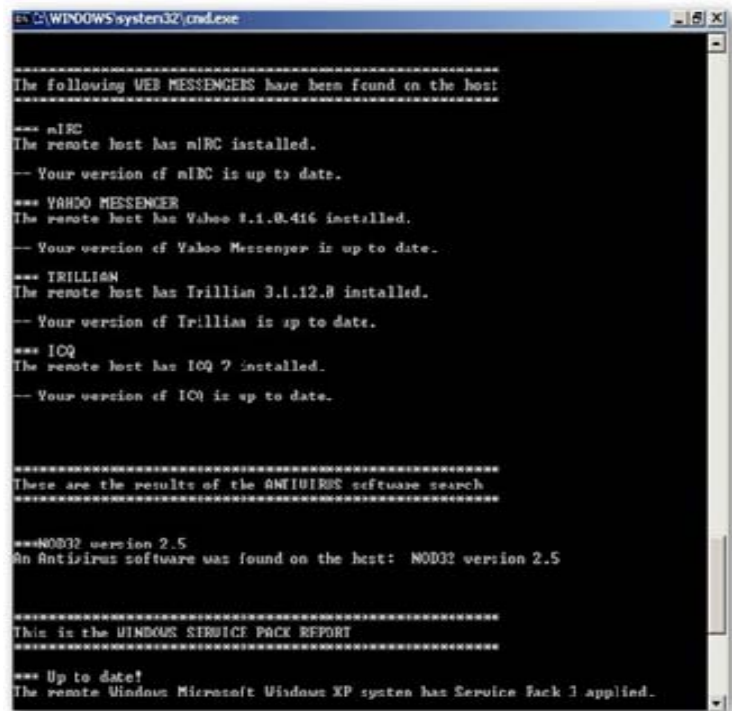 C:\WINDOWS\system32\cmd.exe
*************************************************************
The following WEB MESSENGERS have been found on the host
*************************************************************
*** mIRC
The remote host has mIRC installed.
-- Your version of mIRC is up to date.
*** YAHOO MESSENGER
The remote host has Yahoo 8.1.0.416 installed.
-- Your version of Yahoo Messenger is up to date.
*** TRILLIAN
The remote host has Trillian 3.1.12.0 installed.
-- Your version of Trillian is up to date.
*** ICQ
The remote host has ICQ 7 installed.
-- Your version of ICQ is up to date.
*************************************************************
These are the results of the ANTIVIRUS software search
*************************************************************
***NOD32 version 2.5
An Antivirus software was found on the host:  NOD32 version 2.5
*************************************************************
This is the WINDOWS SERVICE PACK REPORT
*************************************************************
*** Up to date!
The remote Windows Microsoft Windows XP system has Service Pack 3 applied.